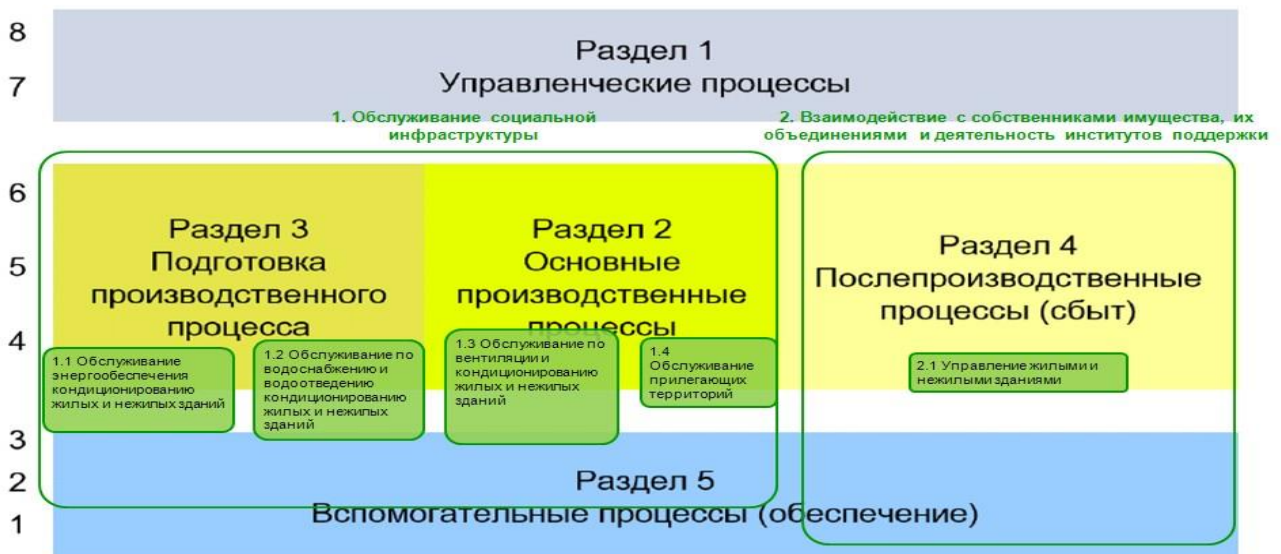 8
7
Раздел 1
Управленческие процессы
1. Обслуживание социальной
инфраструктуры
2. Взаимодействие с собственниками имущества, их
объединениями и деятельность институтов поддержки
6
5
4
Раздел 3
Подготовка
производственного
процесса
Раздел 2
Основные
производственные
процессы
Раздел 4
Послепроизводственные
процессы (сбыт)
1.1 Обслуживание
энергообеспечения
кондиционированию
жилых и нежилых зданий
1.2 Обслуживание по
водоснабжению и
водоотведению
кондиционированию
жилых и нежилых
зданий
1.3 Обслуживание по
вентиляции и
кондиционированию
жилых и нежилых
зданий
1.4
Обслуживание
прилегающих
территорий
2.1 Управление жилыми и
нежилыми зданиями
3
2
1
Раздел 5
Вспомогательные процессы (обеспечение)